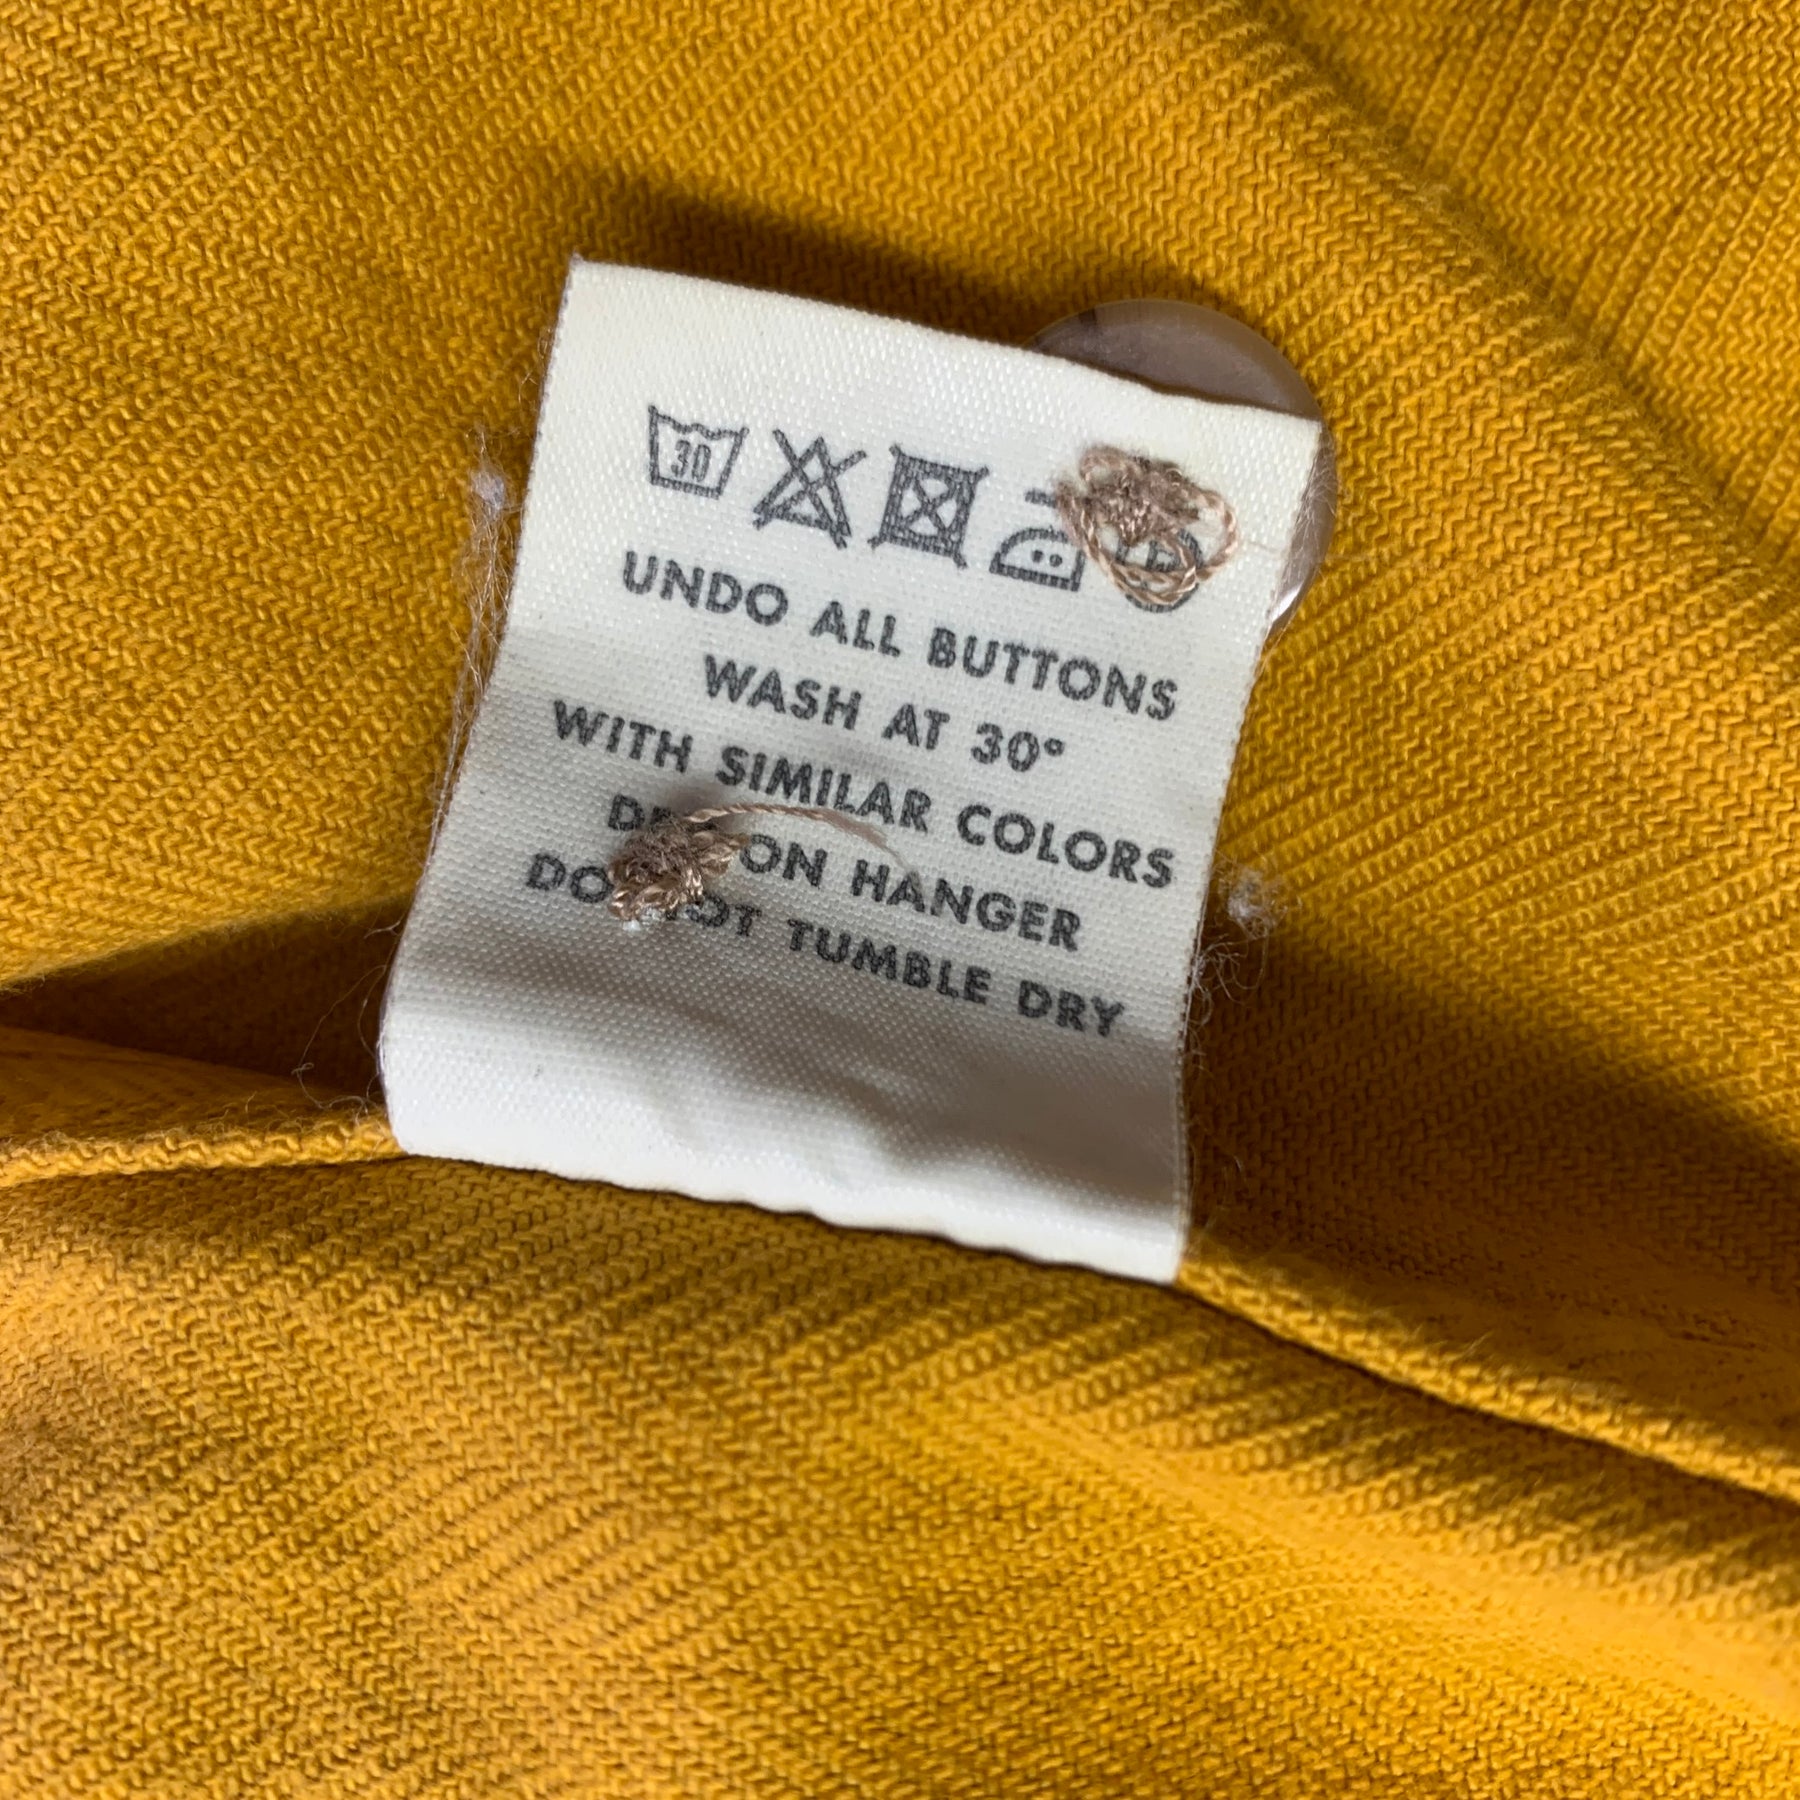 30
UNDO ALL BUTTONS
WASH AT 30°
WITH SIMILAR COLORS
ON HANGER
DO NOT TUMBLE DRY